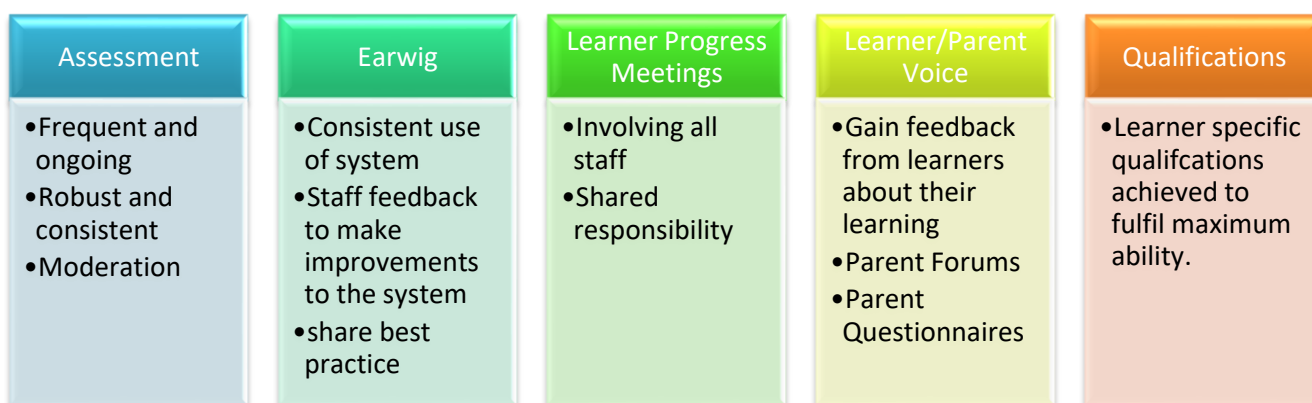 Assessment
•Frequent and
ongoing
•Robust and
consistent
•Moderation
Earwig
•Consistent use
of system
•Staff feedback
to make
improvements
to the system
•share best
practice
Learner Progress
Meetings
•Involving all
staff
•Shared
responsibility
Learner/Parent
Voice
•Gain feedback
from learners
about their
learning
•Parent Forums
•Parent
Questionnaires
Qualifications
•Learner specific
qualifcations
achieved to
fulfil maximum
ability.